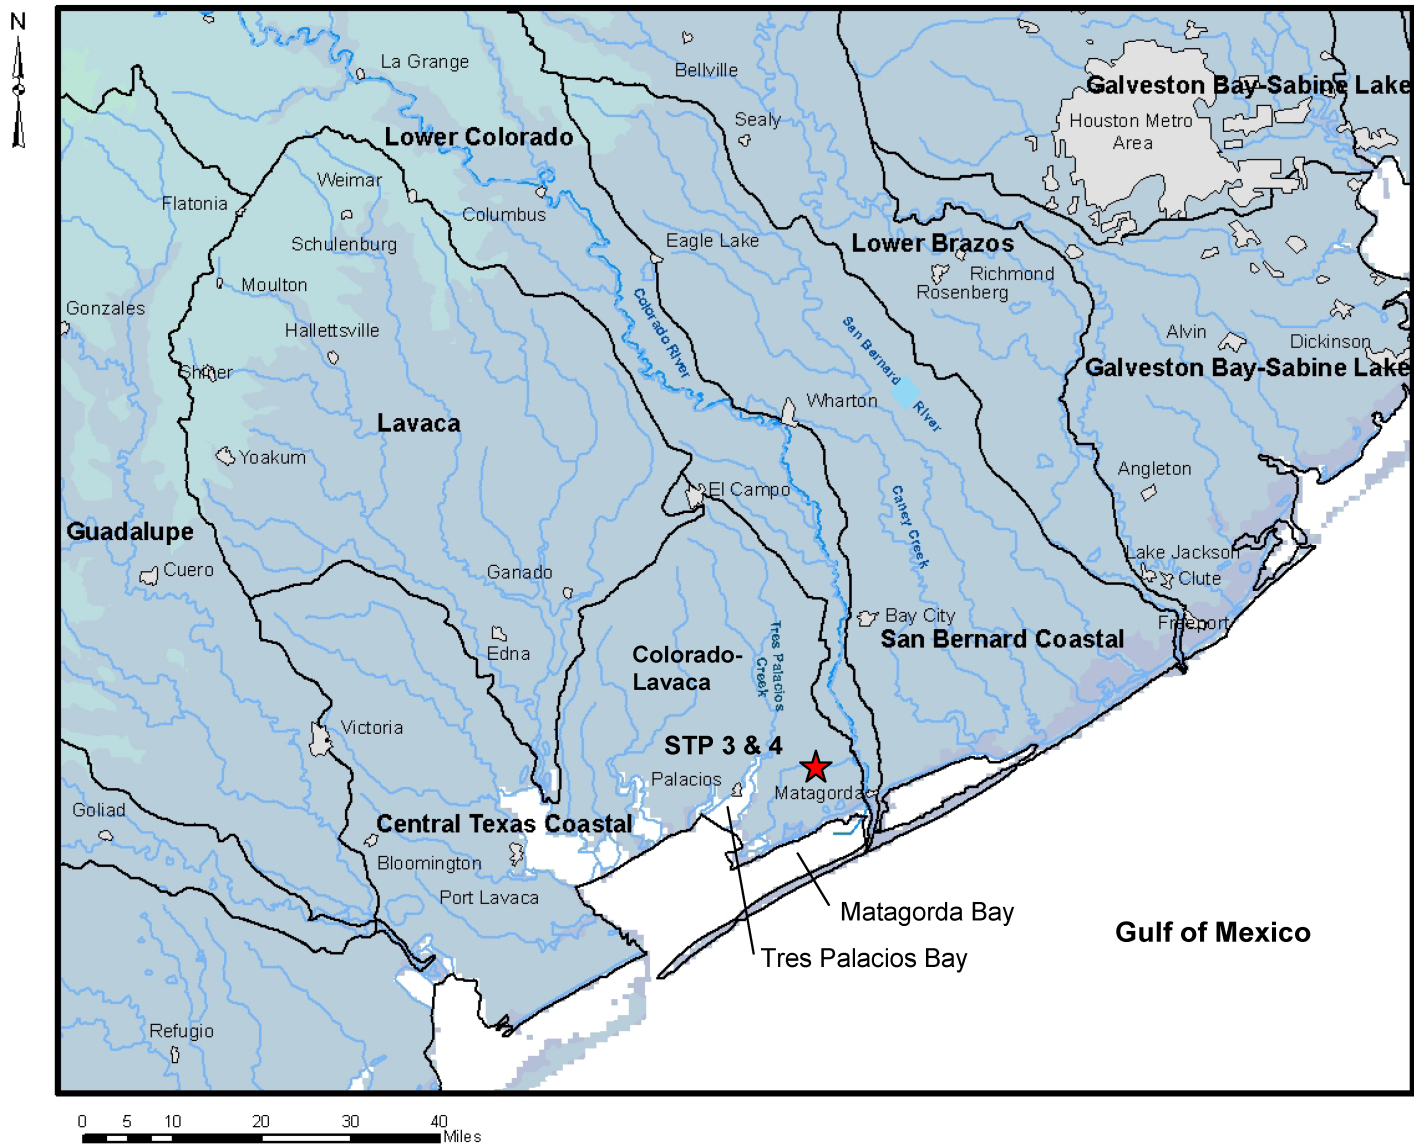 N
La Grange
Bellville
Galveston Bay-Sabine Lake
Sealy
Houston Metro
Area
Lower Colorado
Weimar
Flatonia
Columbus
Schulenburg
Eagle Lake
Lower Brazos
Richmond
Rosenberg
Moulton
Gonzales
Hallettsville
Colorado River
San Bernard River
Alvin
Dickinson
Galveston Bay-Sabine Lake
Shiner
Wharton
Lavaca
Yoakum
Angleton
El Campo
Caney Creek
Guadalupe
Cuero
Ganado
Lake Jackson
Clute
Bay City
Freeport
San Bernard Coastal
Edna
Colorado-
Lavaca
Tres Palacios
Creek
Victoria
STP 3 & 4
Palacios
Matagorda
Goliad
Central Texas Coastal
Bloomington
Port Lavaca
Matagorda Bay
Gulf of Mexico
Tres Palacios Bay
Refugio
0 5 10 20 30 40
Miles